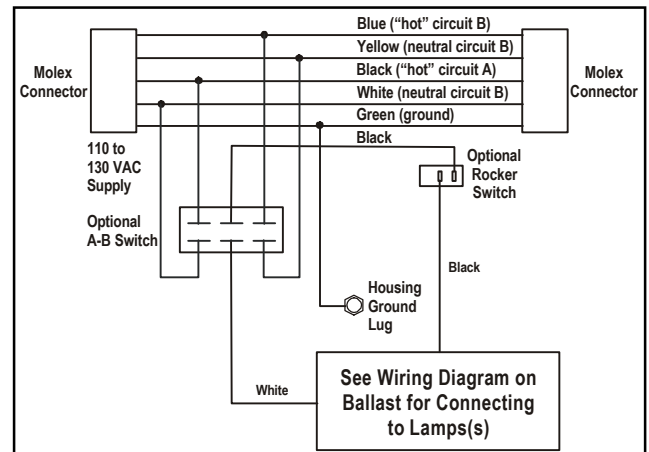 Blue (“hot” circuit B)
Yellow (neutral circuit B)
Black (“hot” circuit A)
White (neutral circuit B)
Green (ground)
Black
Molex
Connector
Molex
Connector
110 to
130 VAC
Supply
Optional
Rocker
Switch
Optional
A-B Switch
Black
Housing
Ground
Lug
White
See Wiring Diagram on
Ballast for Connecting
to Lamps(s)